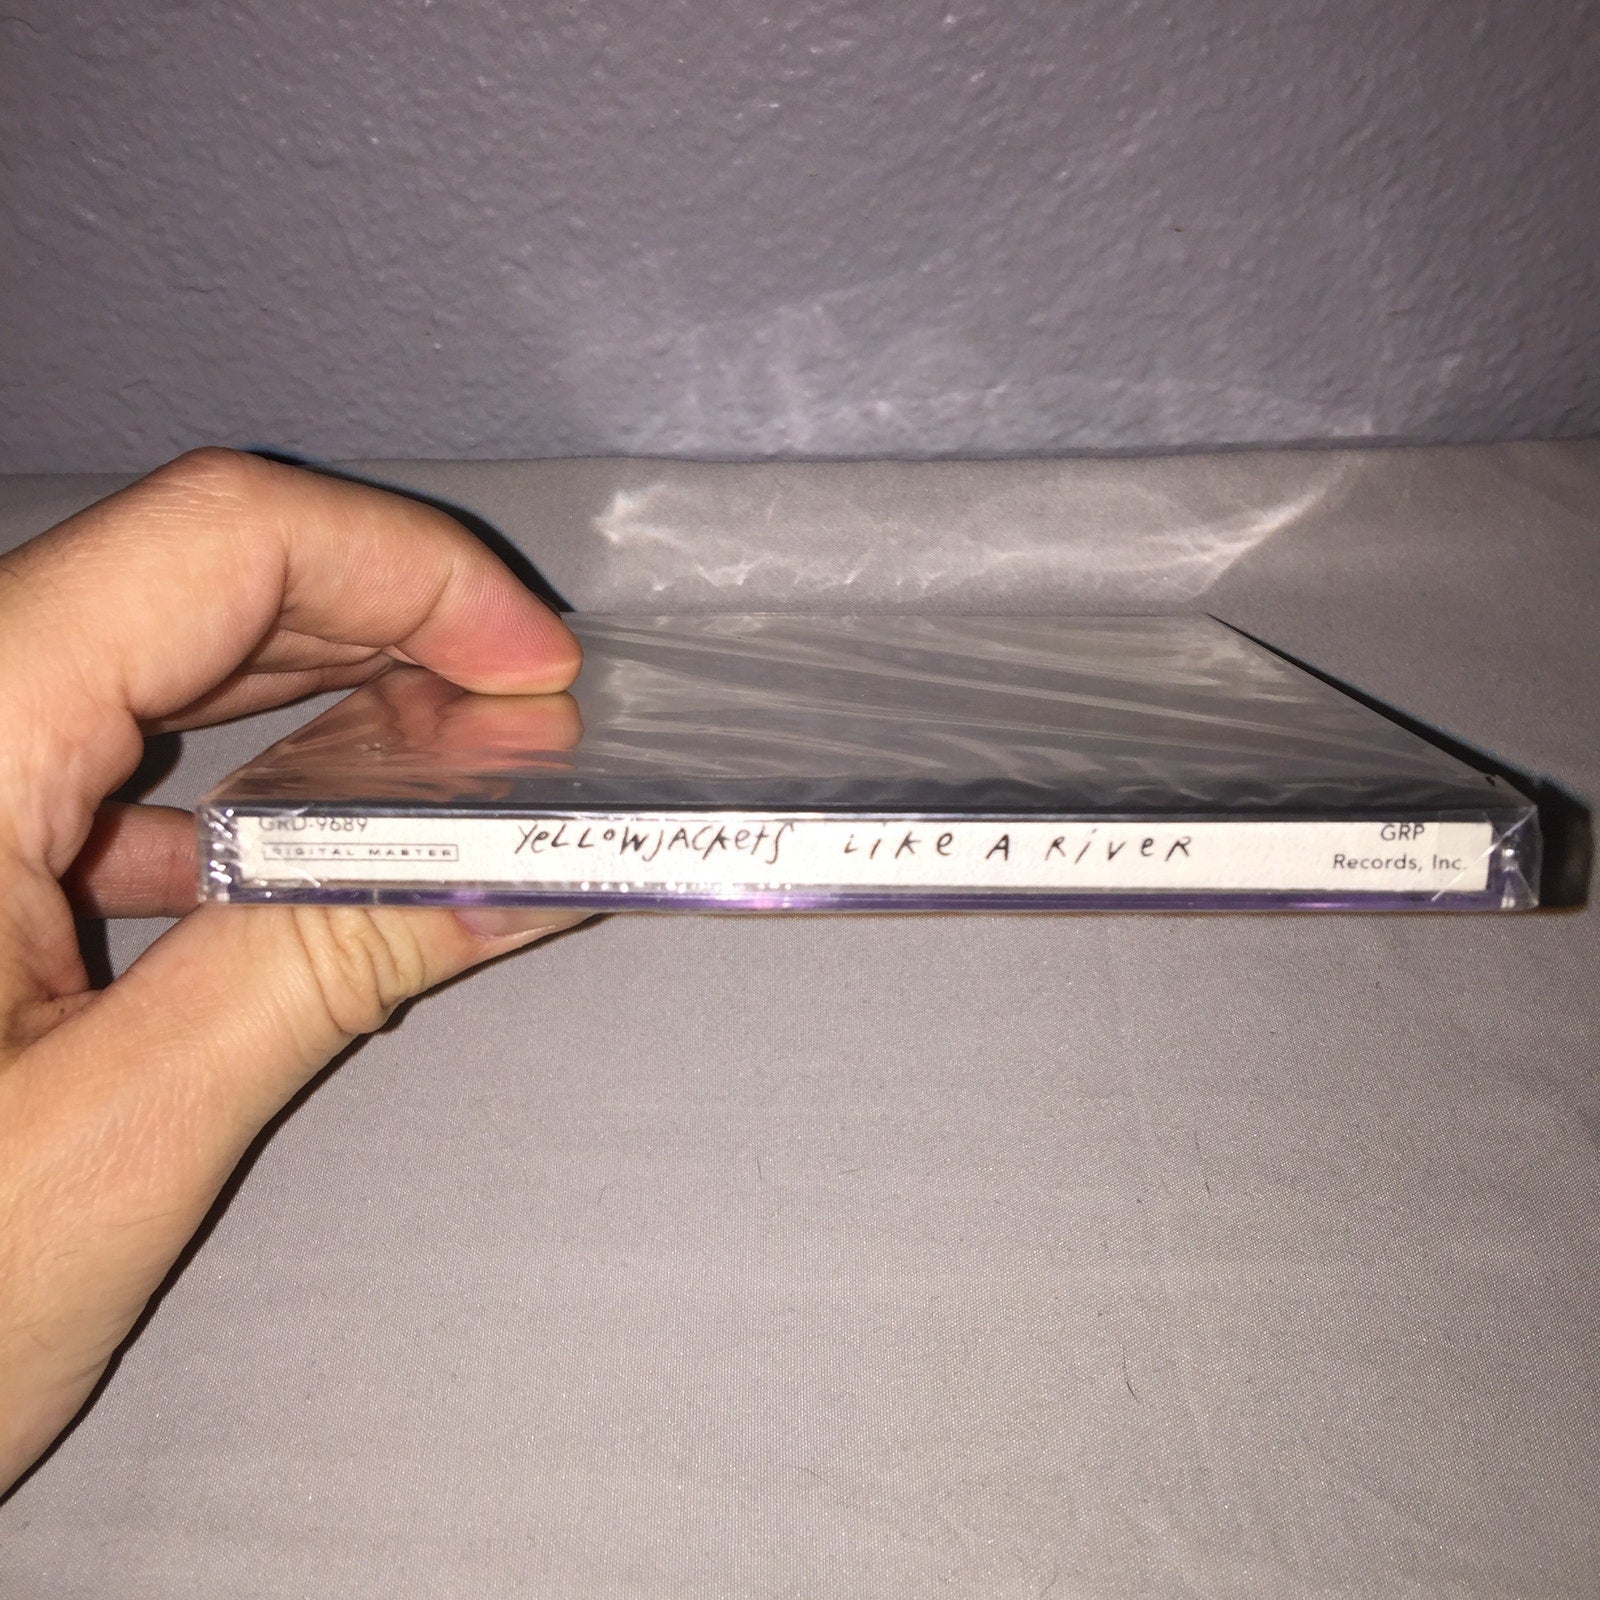 GRD-9689
DIGITAL MASTER
YeLLoWJACKetS LiKe A RiveR
GRP
Records, Inc.